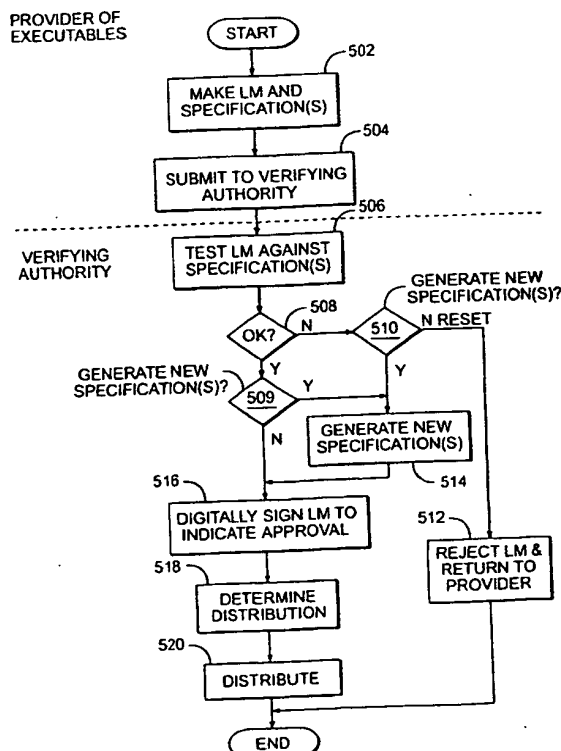 PROVIDER OF
EXECUTABLES
START
502
MAKE LM AND
SPECIFICATION(S)
504
SUBMIT TO VERIFYING
AUTHORITY
506
VERIFYING
AUTHORITY
TEST LM AGAINST
SPECIFICATION(S)
GENERATE NEW
SPECIFICATION(S)?
508
OK?
N
510
N RESET
Y
Y
GENERATE NEW
SPECIFICATION(S)?
509
Y
N
GENERATE NEW
SPECIFICATION(S)
514
516
DIGITALLY SIGN LM TO
INDICATE APPROVAL
512
REJECT LM &
RETURN TO
PROVIDER
518
DETERMINE
DISTRIBUTION
520
DISTRIBUTE
END